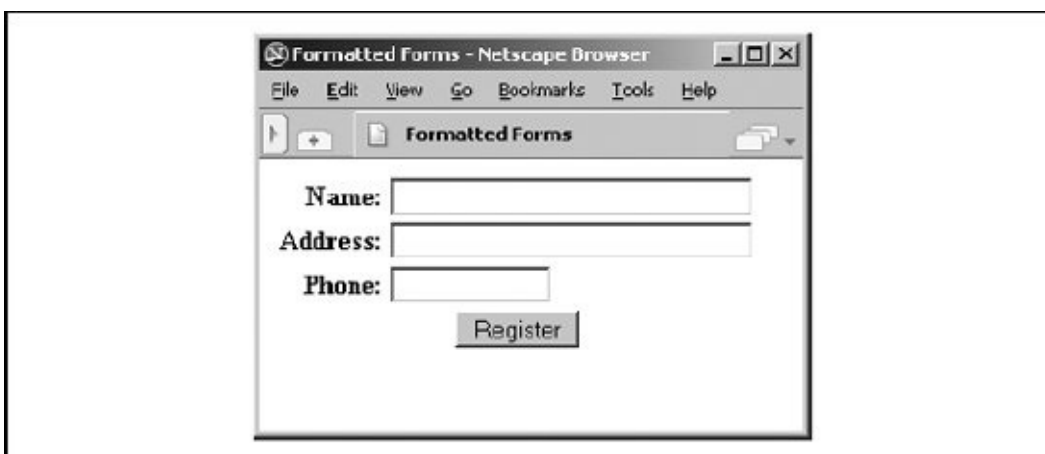 Formatted Forms - Netscape Browser
File Edit View Go Bookmarks Tools Help
Formatted Forms
Name:
Address:
Phone:
Register